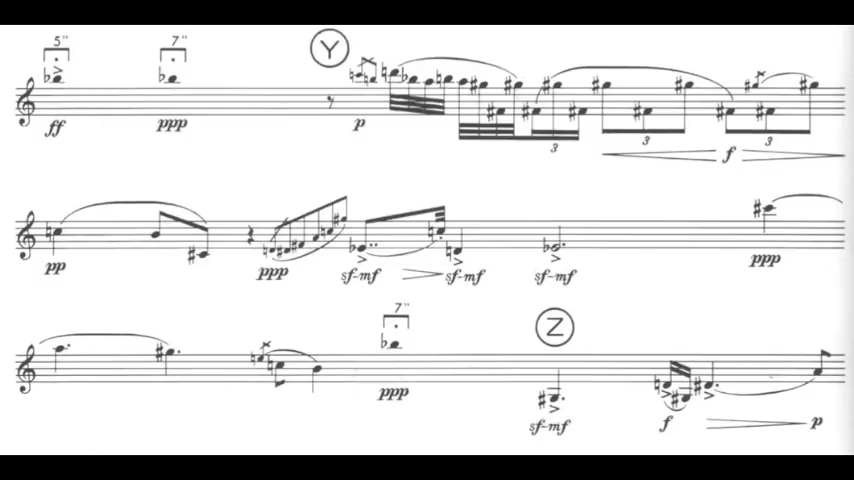 5" 7" Y
ff ppp p 3 3 f 3
pp ppp sf-mf sf-mf sf-mf ppp
7" Z
ppp sf-mf f p